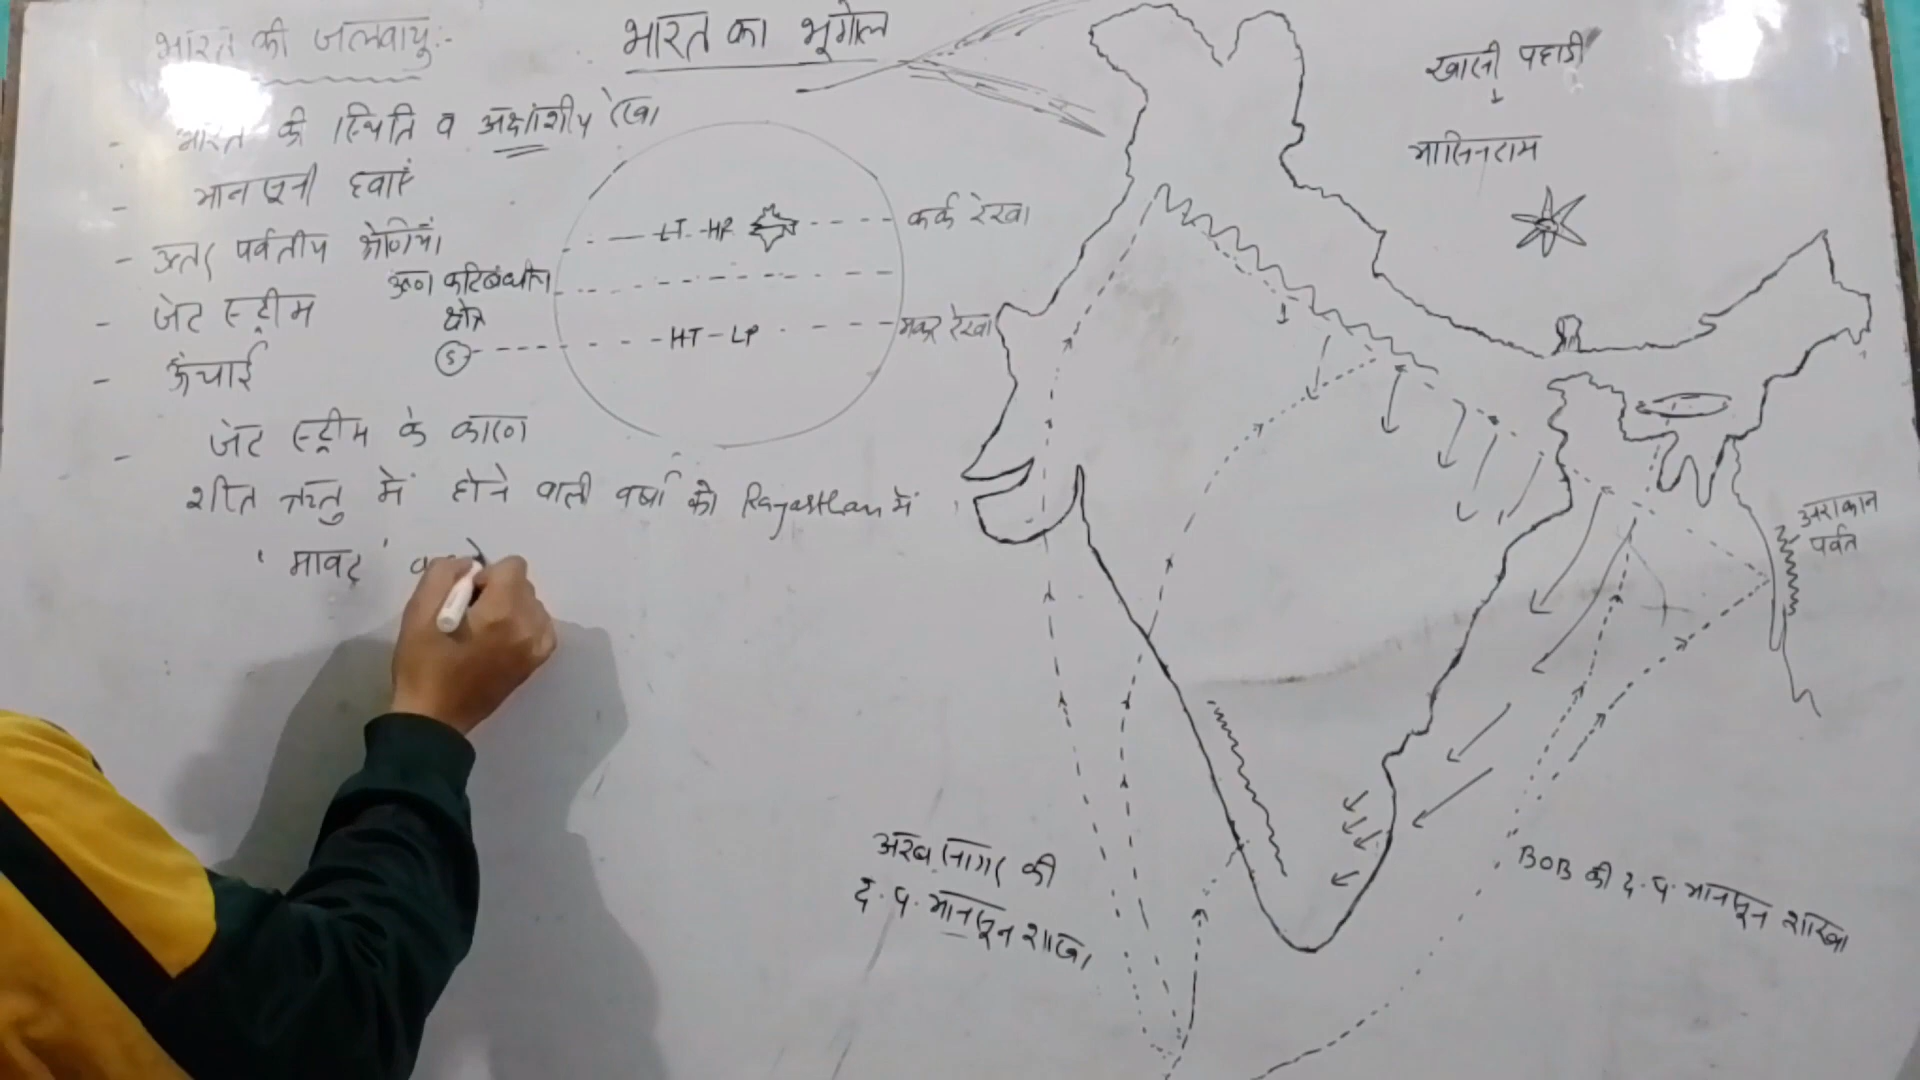 भारत का भूगोल
भारत की जलवायु:-
- भारत की स्थिति व अक्षांशीय रेखा
- मानसूनी हवाएं
- उत्तर पर्वतीय श्रेणियां
- जेट स्ट्रीम
- ऊंचाई
- जेट स्ट्रीम के कारण
शीत ऋतु में होने वाली वर्षा को Rajasthan में
'मावट'
LT-HP
कर्क रेखा
उष्ण कटिबंधीय
क्षेत्र
S
HT-LP
मकर रेखा
खासी पहाडी
↓
मासिनराम
अराकान
पर्वत
अरब सागर की
द.प. मानसून शाखा
BOB की द.प. मानसून शाखा